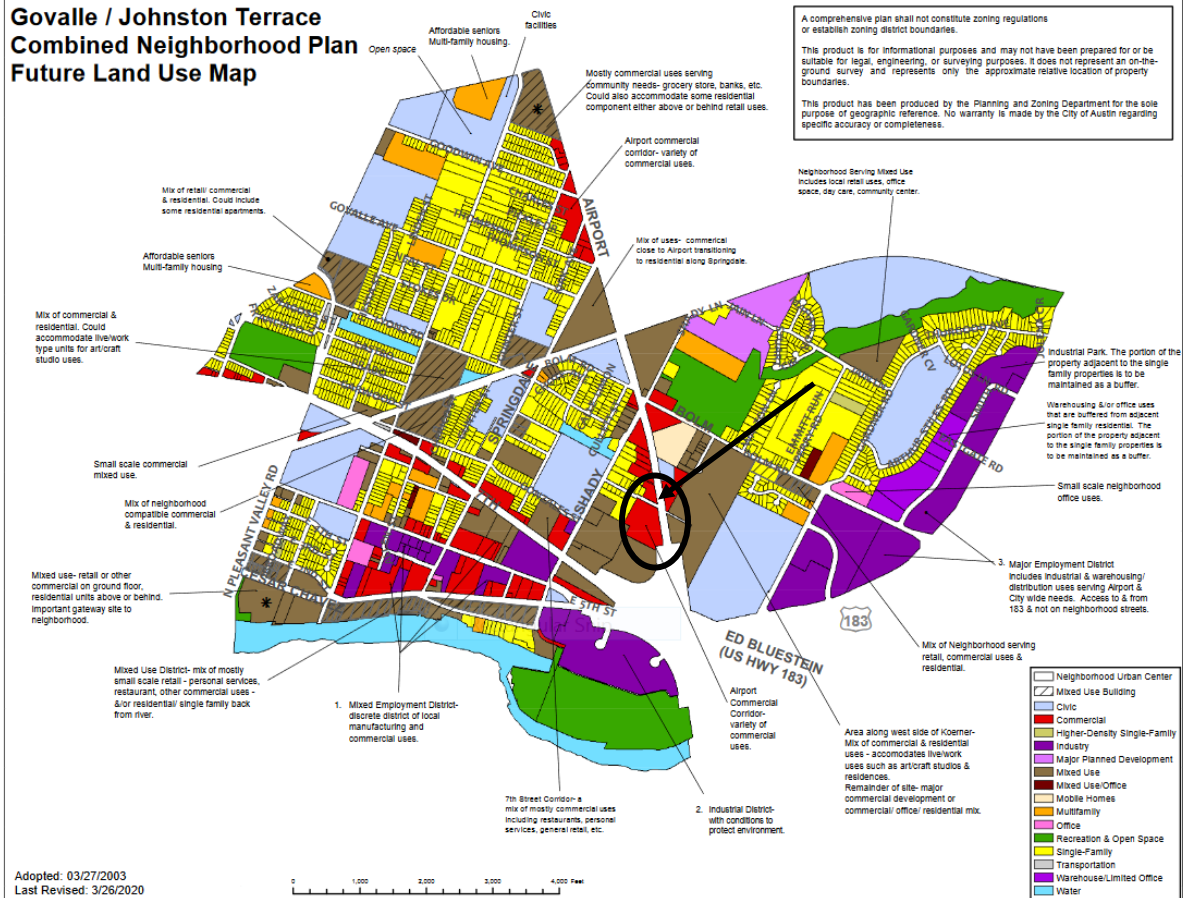 Govalle / Johnston Terrace
Combined Neighborhood Plan
Future Land Use Map
A comprehensive plan shall not constitute zoning regulations
or establish zoning district boundaries.
This product is for informational purposes and may not have been prepared for or be
suitable for legal, engineering, or surveying purposes. It does not represent an on-the-
ground survey and represents only the approximate relative location of property
boundaries.
This product has been produced by the Planning and Zoning Department for the sole
purpose of geographic reference. No warranty is made by the City of Austin regarding
specific accuracy or completeness.
Open space
Affordable seniors
Multi-family housing.
Civic
facilities
Mostly commercial uses serving
community needs- grocery store, banks, etc.
Could also accommodate some residential
component either above or behind retail uses.
Airport commercial
corridor- variety of
commercial uses.
Neighborhood Serving Mixed Use
includes local retail uses, office
space, day care, community center.
Mix of retail/ commercial
& residential. Could include
some residential apartments.
Mix of uses- commerical
close to Airport transitioning
to residential along Springdale.
Affordable seniors
Multi-family housing
Mix of commercial &
residential. Could
accommodate live/work
type units for art/craft
studio uses.
Industrial Park. The portion of the
property adjacent to the single
family properties is to be
maintained as a buffer.
Warehousing &/or office uses
that are buffered from adjacent
single family residential. The
portion of the property adjacent
to the single family properties is
to be maintained as a buffer.
Small scale commercial
mixed use.
Small scale neighborhood
office uses.
Mix of neighborhood
compatible commercial
& residential.
Mixed use- retail or other
commercial on ground floor,
residential units above or behind.
Important gateway site to
neighborhood.
3. Major Employment District
includes industrial & warehousing/
distribution uses serving Airport &
City wide needs. Access to & from
183 & not on neighborhood streets.
Mix of Neighborhood serving
retail, commercial uses &
residential.
Mixed Use District- mix of mostly
small scale retail - personal services,
restaurant, other commercial uses -
&/or residential/ single family back
from river.
1. Mixed Employment District-
discrete district of local
manufacturing and
commercial uses.
Airport
Commercial
Corridor-
variety of
commercial
uses.
Area along west side of Koerner-
Mix of commercial & residential
uses - accomodates live/work
uses such as art/craft studios &
residences.
Remainder of site- major
commercial development or
commercial/ office/ residential mix.
7th Street Corridor- a
mix of mostly commercial uses
including restaurants, personal
services, general retail, etc.
2. Industrial District-
with conditions to
protect environment.
GOODWIN AVE
GOVALLE AVE
AIRPORT
SPRINGDALE
BOLM RD
BOLM
SHADY
SHADY LN
GARDNER CV
EMMITT RUN
N PLEASANT VALLEY RD
E 5TH ST
7TH
183
ED BLUESTEIN
(US HWY 183)
Neighborhood Urban Center
Mixed Use Building
Civic
Commercial
Higher-Density Single-Family
Industry
Major Planned Development
Mixed Use
Mixed Use/Office
Mobile Homes
Multifamily
Office
Recreation & Open Space
Single-Family
Transportation
Warehouse/Limited Office
Water
Adopted: 03/27/2003
Last Revised: 3/26/2020
0 1,000 2,000 3,000 4,000 Feet